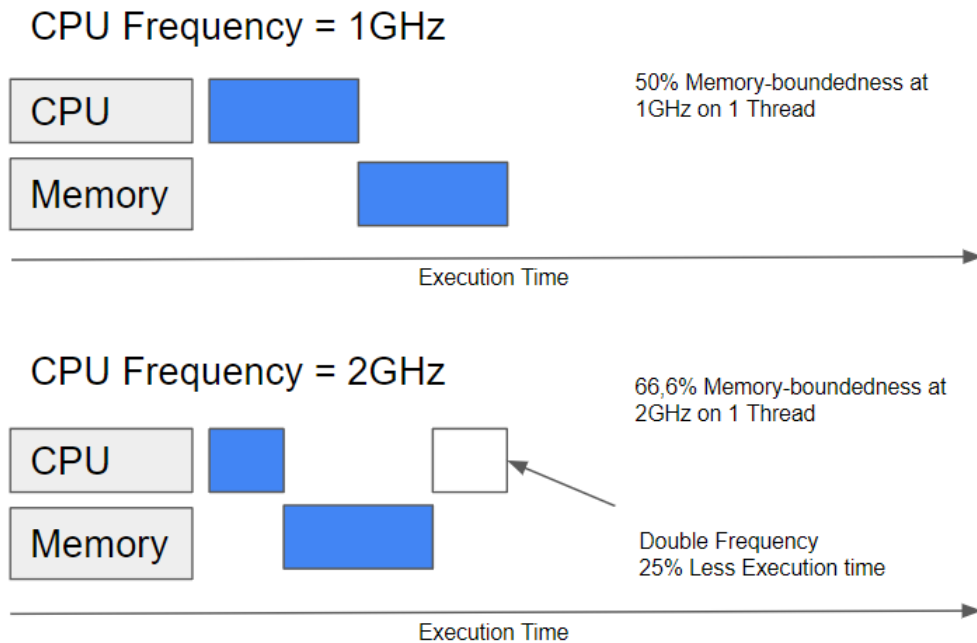 CPU Frequency = 1GHz
50% Memory-boundedness at
1GHz on 1 Thread
CPU
Memory
Execution Time
CPU Frequency = 2GHz
66,6% Memory-boundedness at
2GHz on 1 Thread
CPU
Memory
Double Frequency
25% Less Execution time
Execution Time